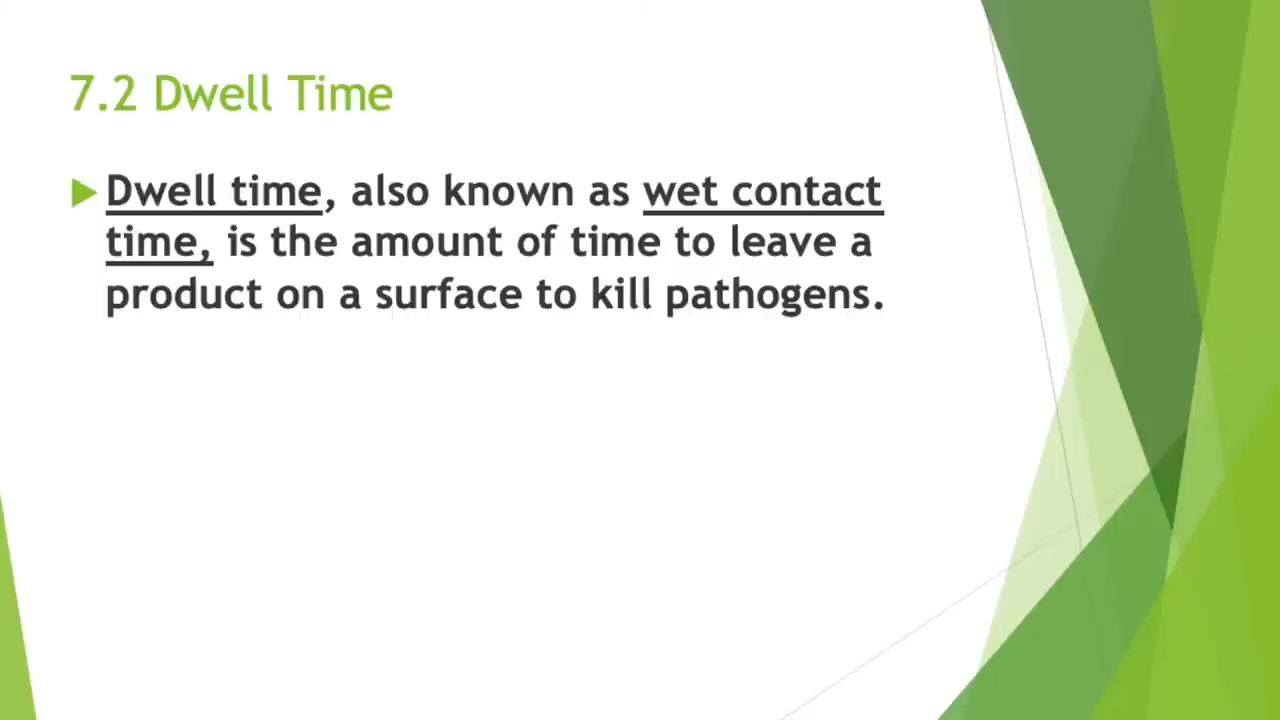 7.2 Dwell Time
Dwell time, also known as wet contact
time, is the amount of time to leave a
product on a surface to kill pathogens.